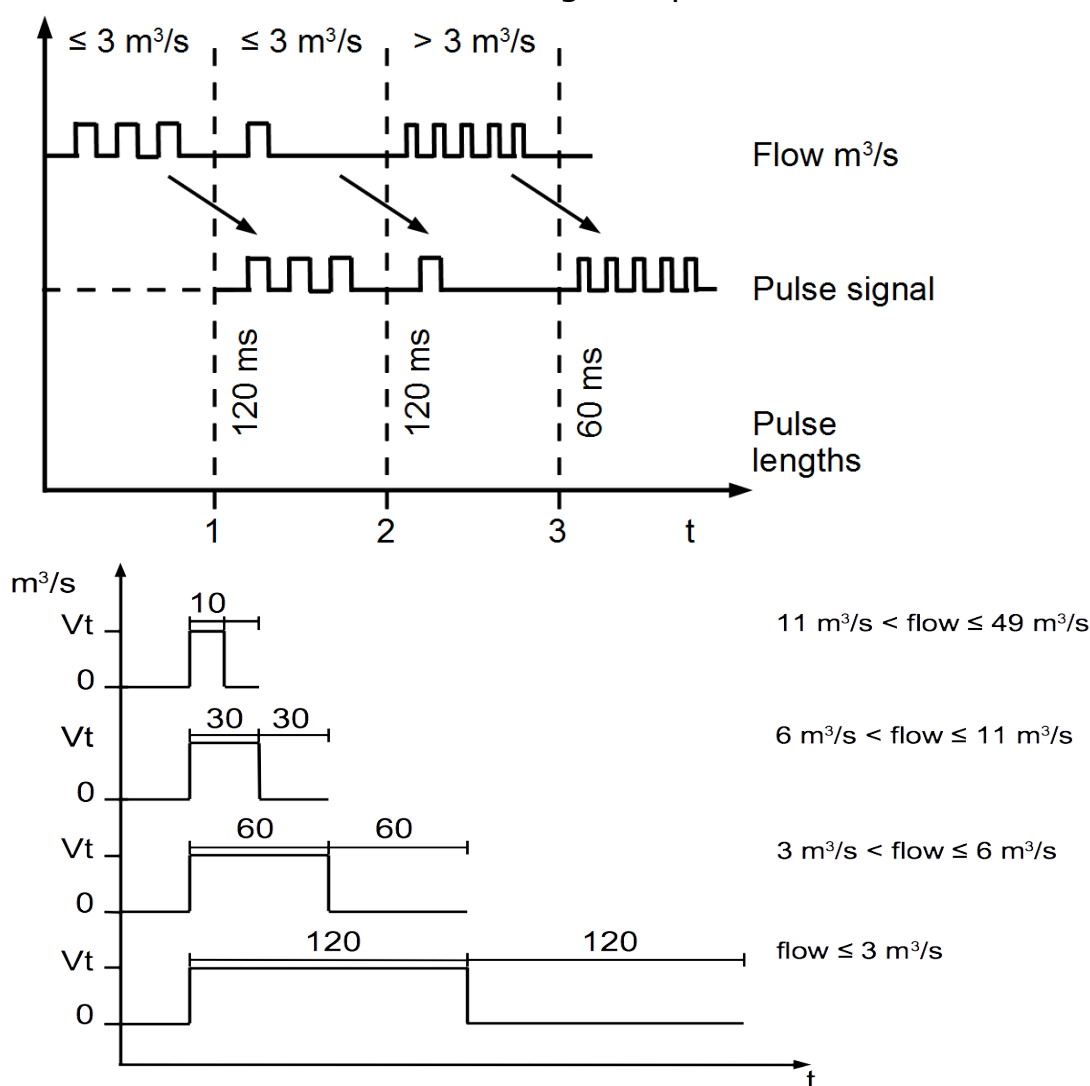 ≤ 3 m³/s ≤ 3 m³/s > 3 m³/s
Flow m³/s
Pulse signal
120 ms 120 ms 60 ms
Pulse
lengths
1 2 3 t
m³/s
10
Vt 11 m³/s < flow ≤ 49 m³/s
0
30 30
Vt 6 m³/s < flow ≤ 11 m³/s
0
60 60
Vt 3 m³/s < flow ≤ 6 m³/s
0
120 120
Vt flow ≤ 3 m³/s
0
t